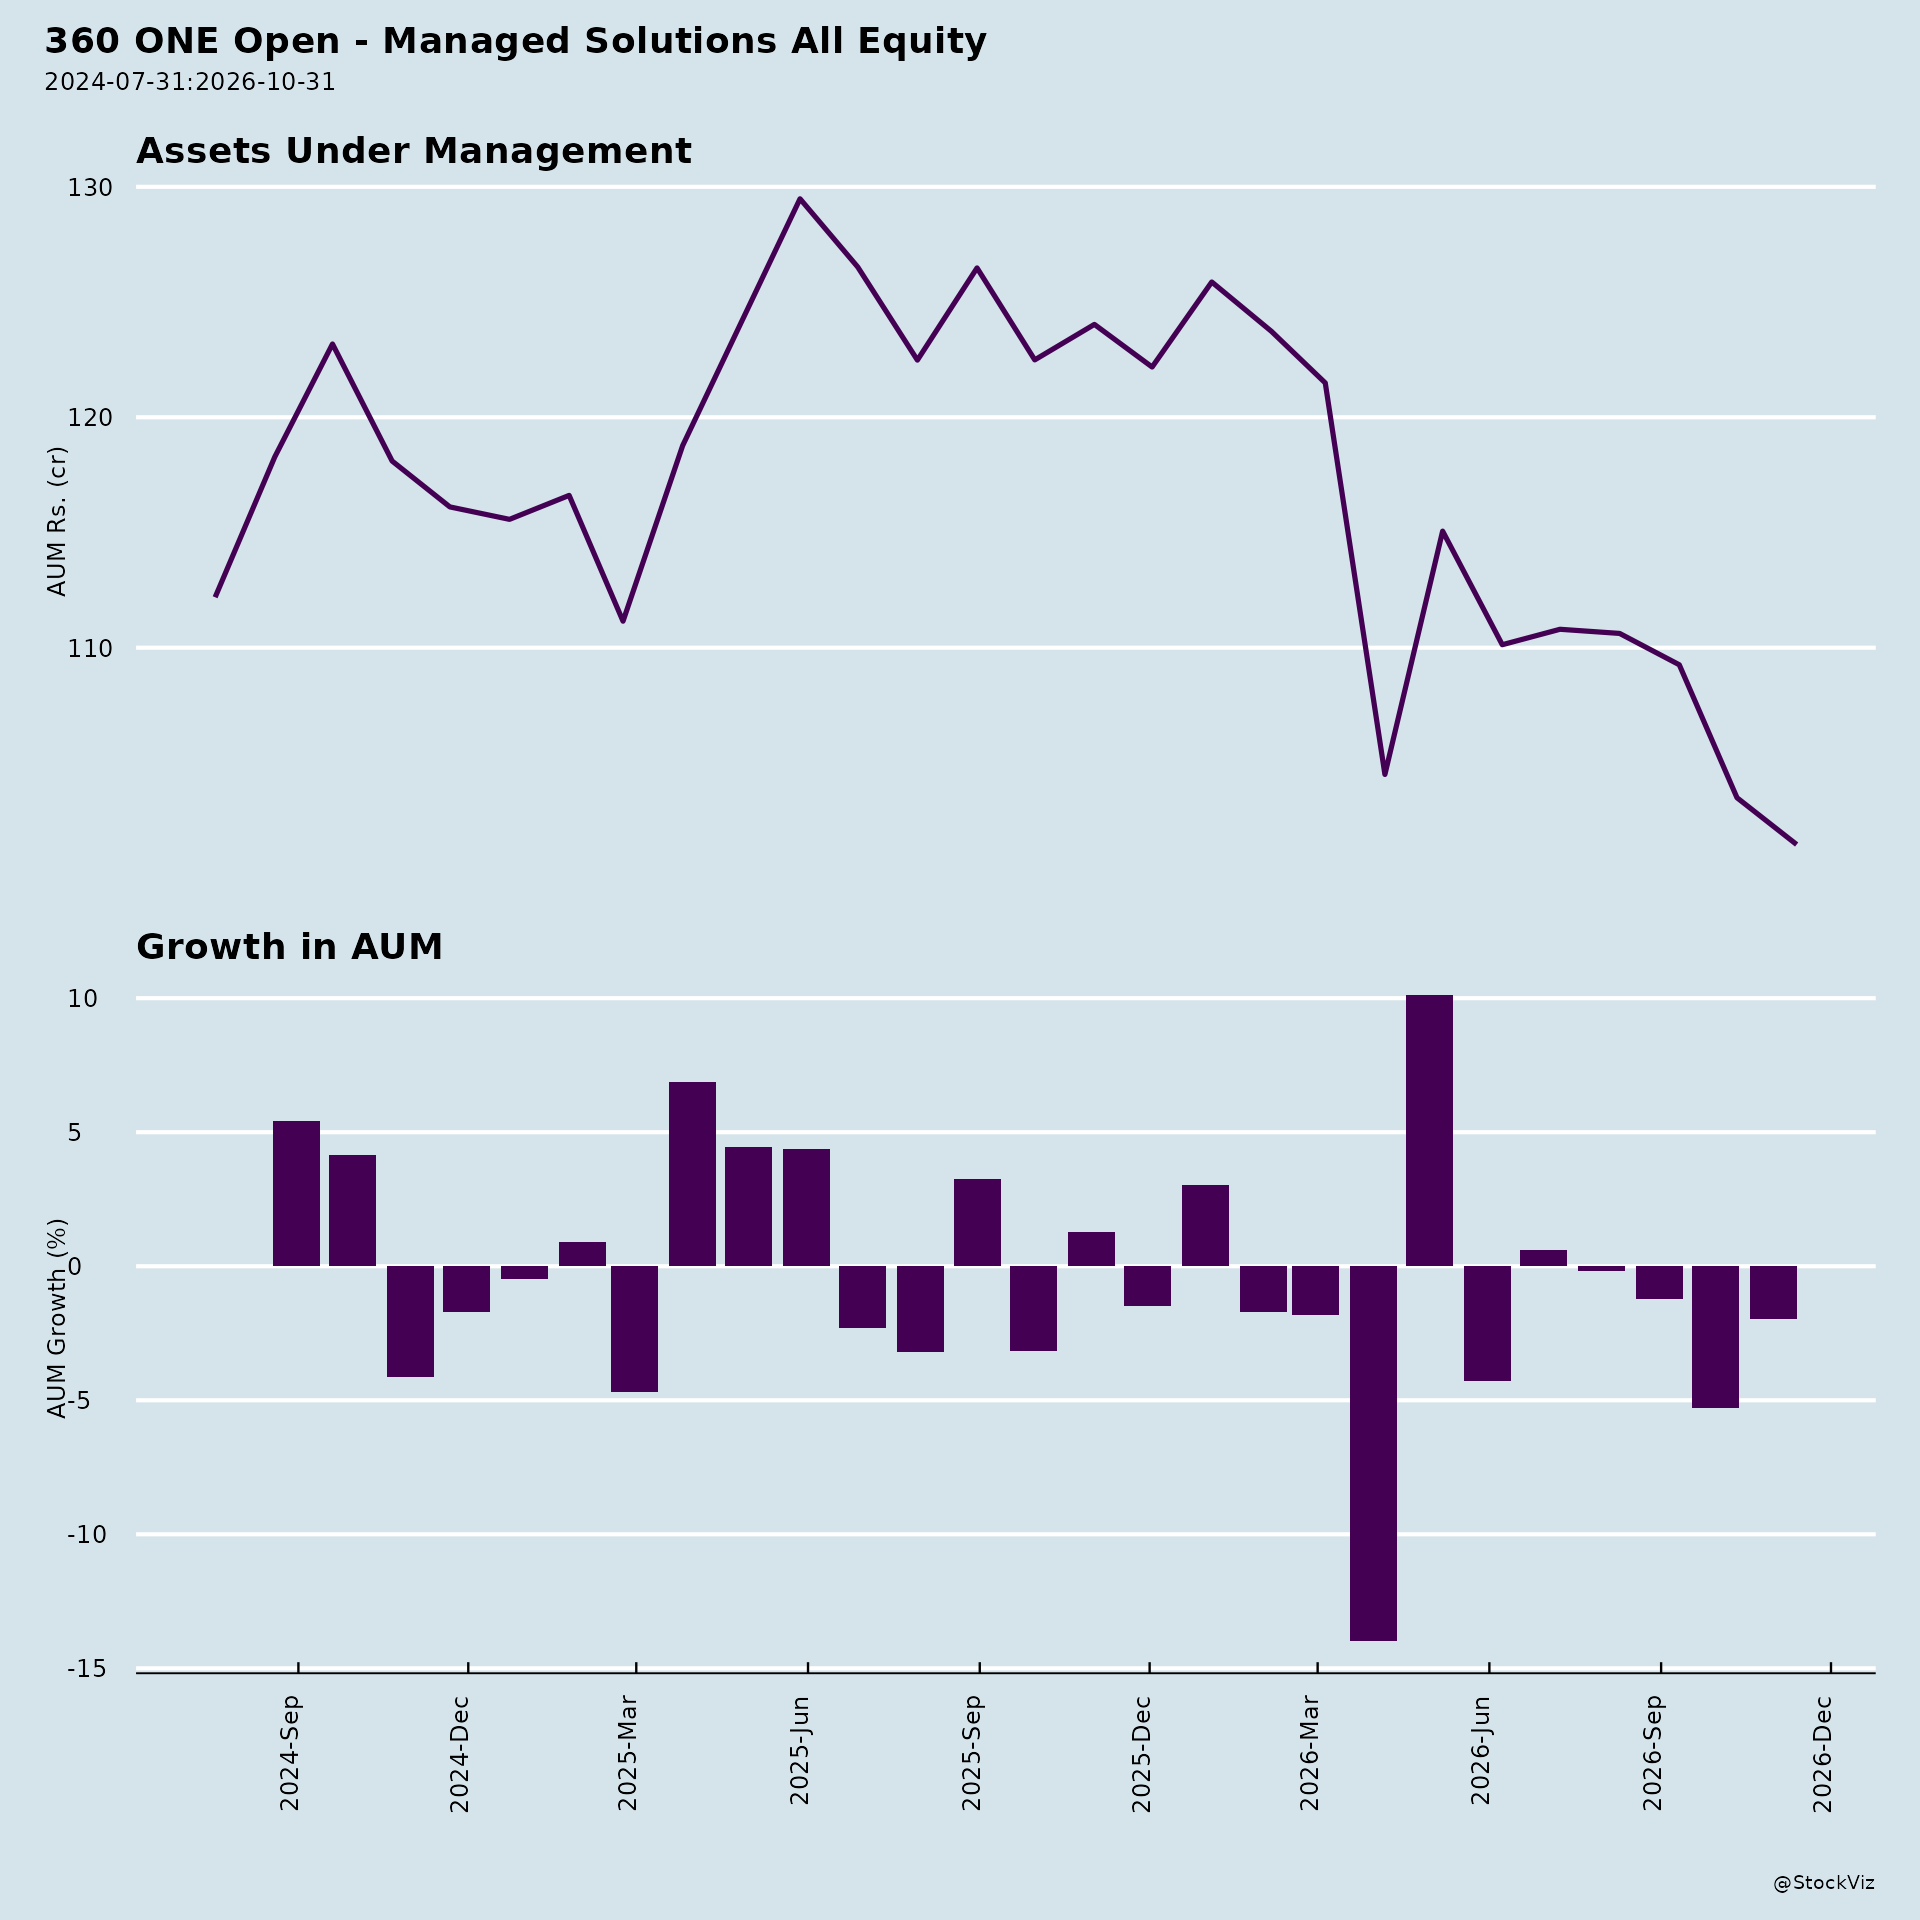 360 ONE Open - Managed Solutions All Equity
2024-07-31:2026-10-31
Assets Under Management
130
120
110
AUM Rs. (cr)
Growth in AUM
10
5
0
-5
-10
-15
AUM Growth (%)
2024-Sep
2024-Dec
2025-Mar
2025-Jun
2025-Sep
2025-Dec
2026-Mar
2026-Jun
2026-Sep
2026-Dec
@StockViz